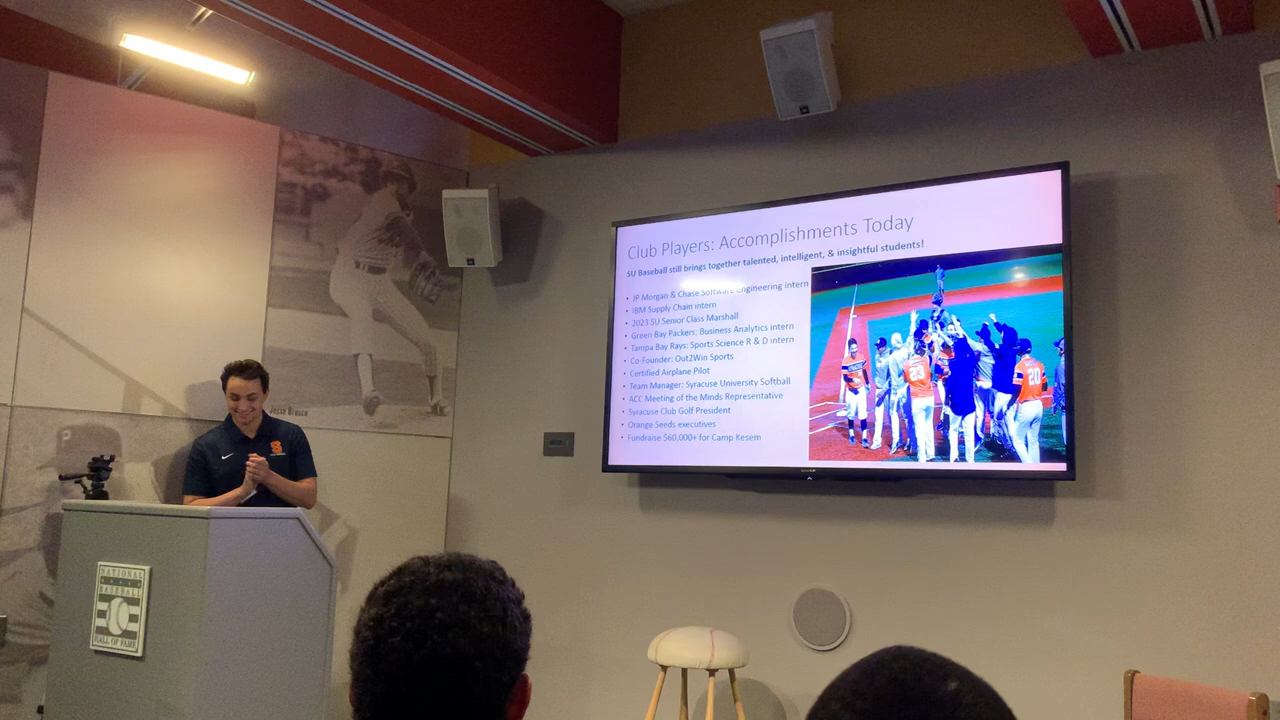 Club Players: Accomplishments Today
SU Baseball still brings together talented, intelligent, & insightful students!
• JP Morgan & Chase Software Engineering intern
• IBM Supply Chain intern
• 2023 SU Senior Class Marshall
• Green Bay Packers: Business Analytics intern
• Tampa Bay Rays: Sports Science R & D intern
• Co-Founder: Out2Win Sports
• Certified Airplane Pilot
• Team Manager: Syracuse University Softball
• ACC Meeting of the Minds Representative
• Syracuse Club Golf President
• Orange Seeds executives
• Fundraise $60,000+ for Camp Kesem
23
20
Jesse Orosco
S
NATIONAL
BASEBALL
HALL OF FAME